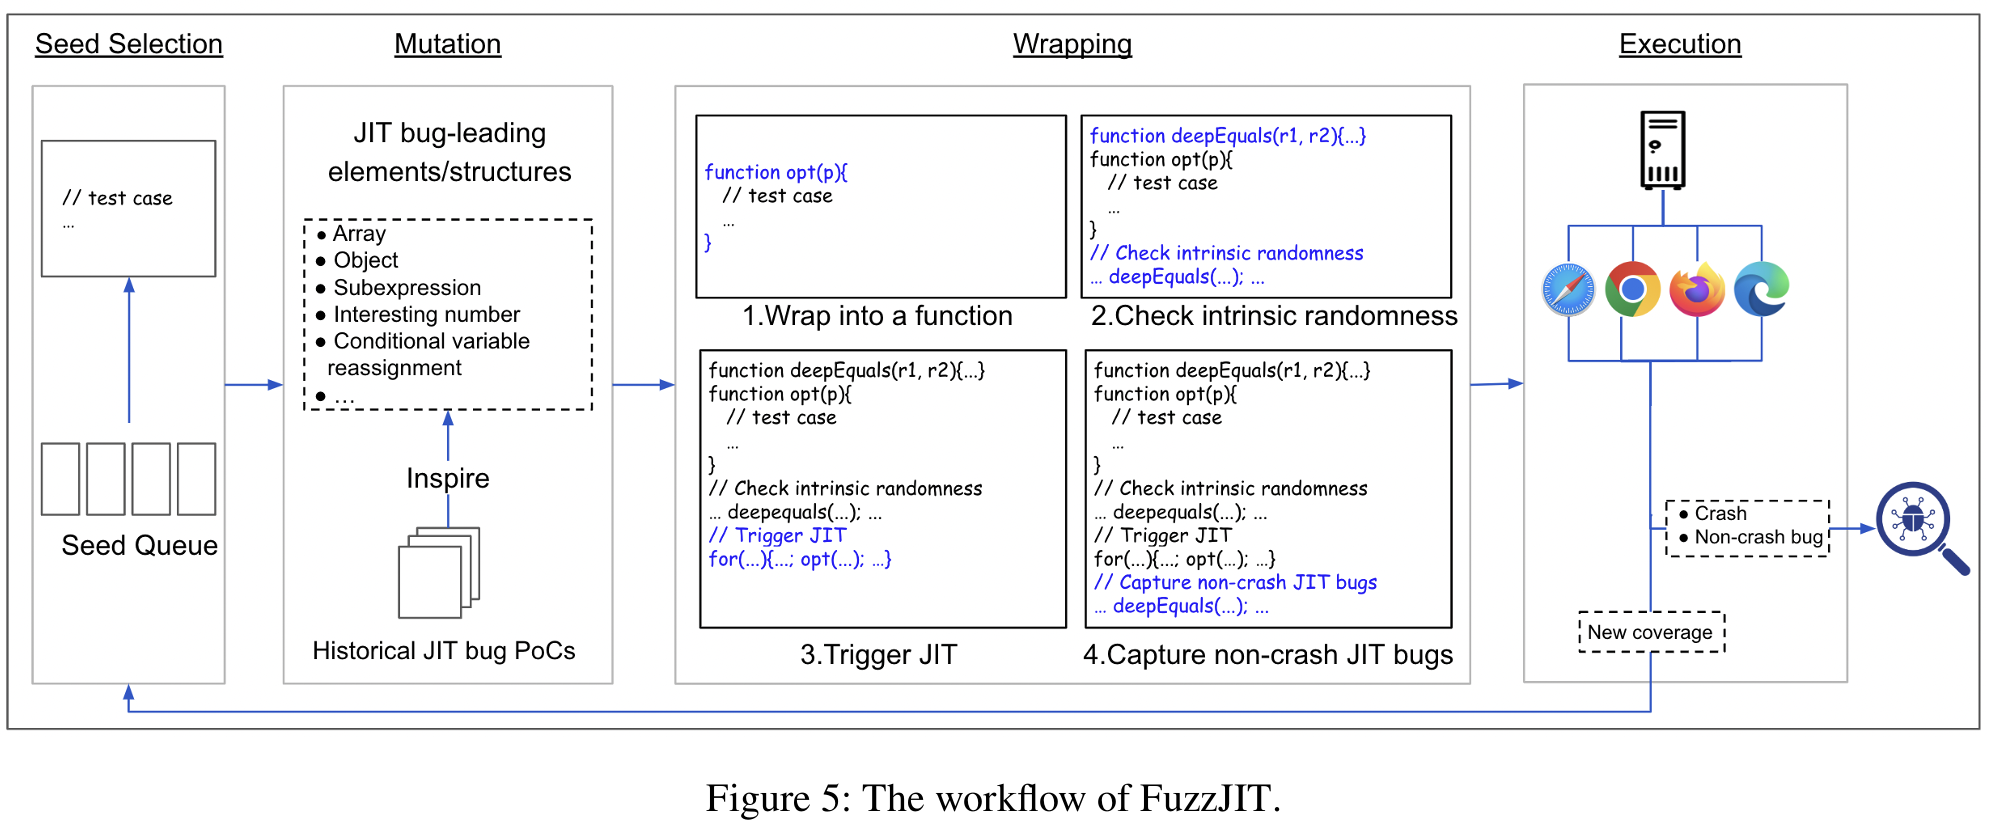 Seed Selection
// test case
...
Seed Queue
Mutation
JIT bug-leading
elements/structures
● Array
● Object
● Subexpression
● Interesting number
● Conditional variable
reassignment
● ...
Inspire
Historical JIT bug PoCs
Wrapping
function opt(p){
// test case
...
}
1.Wrap into a function
function deepEquals(r1, r2){...}
function opt(p){
// test case
...
}
// Check intrinsic randomness
... deepEquals(...); ...
2.Check intrinsic randomness
function deepEquals(r1, r2){...}
function opt(p){
// test case
...
}
// Check intrinsic randomness
... deepequals(...); ...
// Trigger JIT
for(...){...; opt(...); ...}
3.Trigger JIT
function deepEquals(r1, r2){...}
function opt(p){
// test case
...
}
// Check intrinsic randomness
... deepequals(...); ...
// Trigger JIT
for(...){...; opt(...); ...}
// Capture non-crash JIT bugs
... deepEquals(...); ...
4.Capture non-crash JIT bugs
Execution
● Crash
● Non-crash bug
New coverage
Figure 5: The workflow of FuzzJIT.